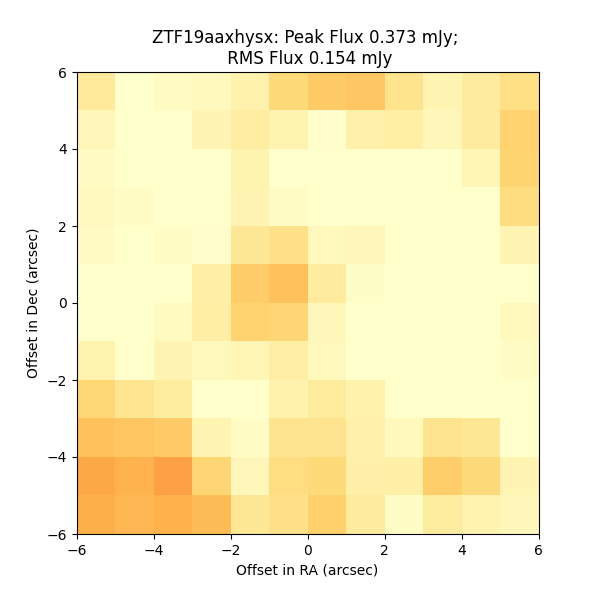 ZTF19aaxhysx: Peak Flux 0.373 mJy;
RMS Flux 0.154 mJy
6
4
2
0
−2
−4
−6
Offset in Dec (arcsec)
−6 −4 −2 0 2 4 6
Offset in RA (arcsec)